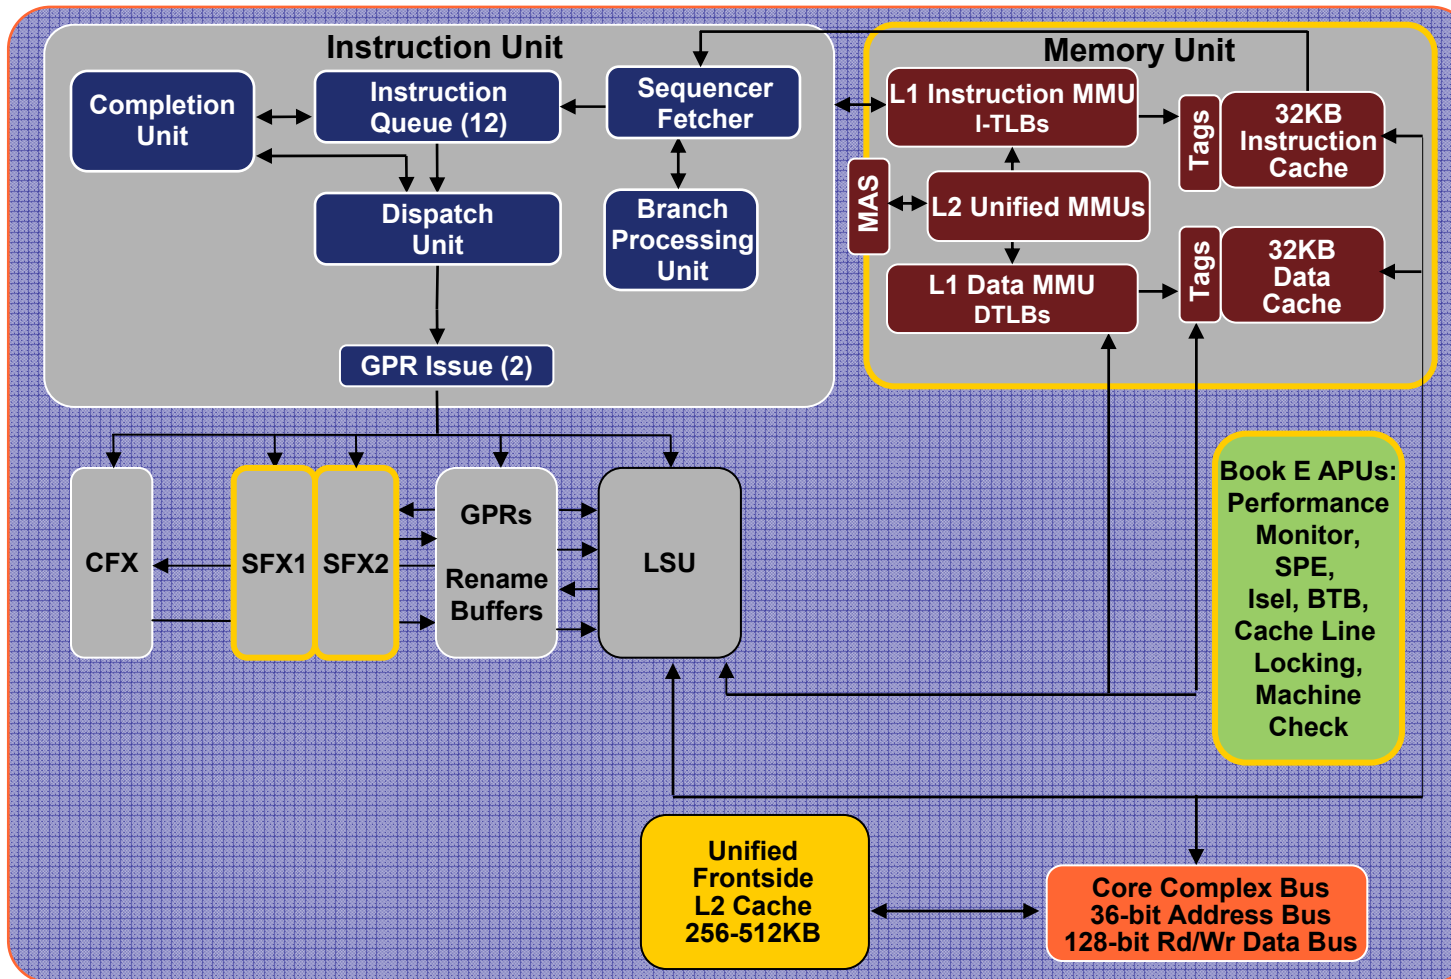 Instruction Unit
Completion
Unit
Instruction
Queue (12)
Sequencer
Fetcher
Dispatch
Unit
Branch
Processing
Unit
GPR Issue (2)
Memory Unit
L1 Instruction MMU
I-TLBs
Tags
32KB
Instruction
Cache
MAS
L2 Unified MMUs
L1 Data MMU
DTLBs
Tags
32KB
Data
Cache
CFX
SFX1
SFX2
GPRs
Rename
Buffers
LSU
Book E APUs:
Performance
Monitor,
SPE,
Isel, BTB,
Cache Line
Locking,
Machine
Check
Unified
Frontside
L2 Cache
256-512KB
Core Complex Bus
36-bit Address Bus
128-bit Rd/Wr Data Bus